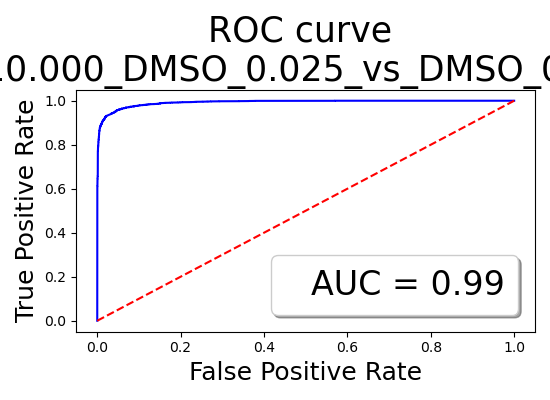 ROC curve
0.000_DMSO_0.025_vs_DMSO_0
True Positive Rate
1.0
0.8
0.6
0.4
0.2
0.0
AUC = 0.99
0.0 0.2 0.4 0.6 0.8 1.0
False Positive Rate